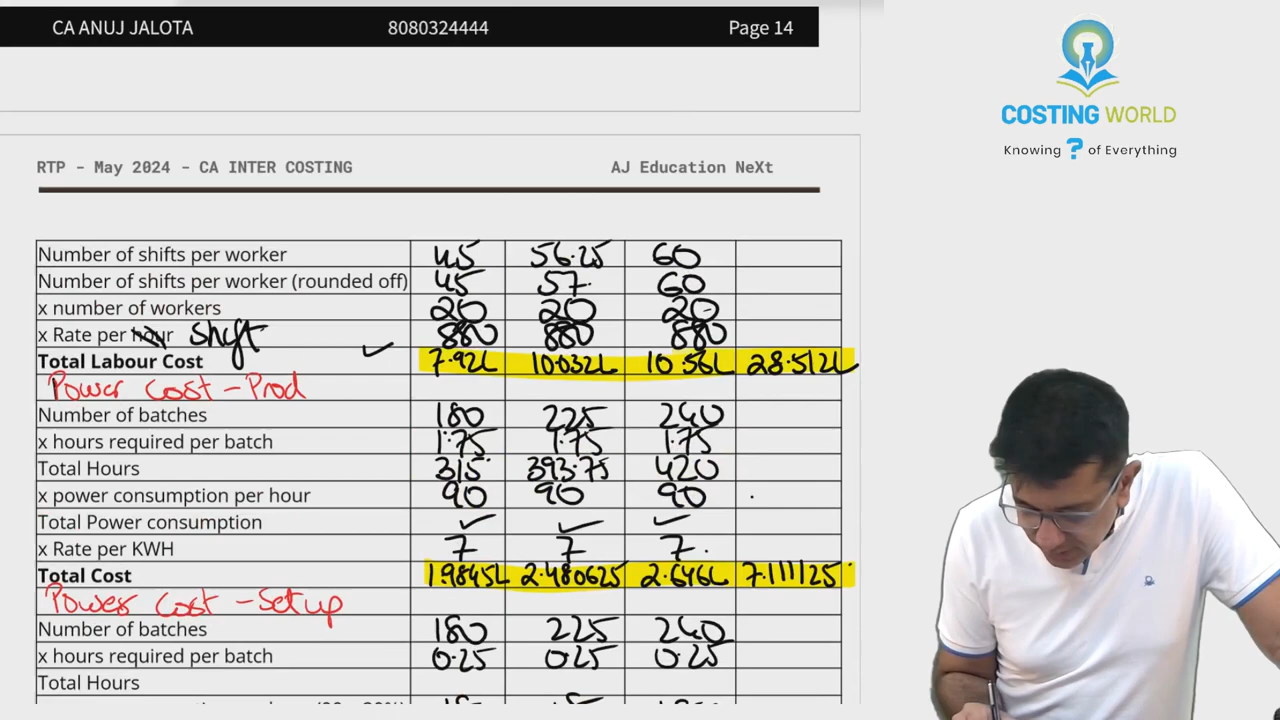 CA ANUJ JALOTA 8080324444 Page 14
COSTING WORLD
Knowing ? of Everything
RTP - May 2024 - CA INTER COSTING AJ Education NeXt
Number of shifts per worker 45 56.25 60
Number of shifts per worker (rounded off) 45 57 60
x number of workers 20 20 20
x Rate per hour shift 880 880 880
Total Labour Cost 7.92L 10.032L 10.56L 28.512L
Power Cost - Prod
Number of batches 180 225 240
x hours required per batch 1.75 1.75 1.75
Total Hours 315 393.75 420
x power consumption per hour 90 90 90
Total Power consumption
x Rate per KWH 7 7 7
Total Cost 1.9845L 2.480625 2.646L 7.111125
Power Cost - Setup
Number of batches 180 225 240
x hours required per batch 0.25 0.25 0.25
Total Hours